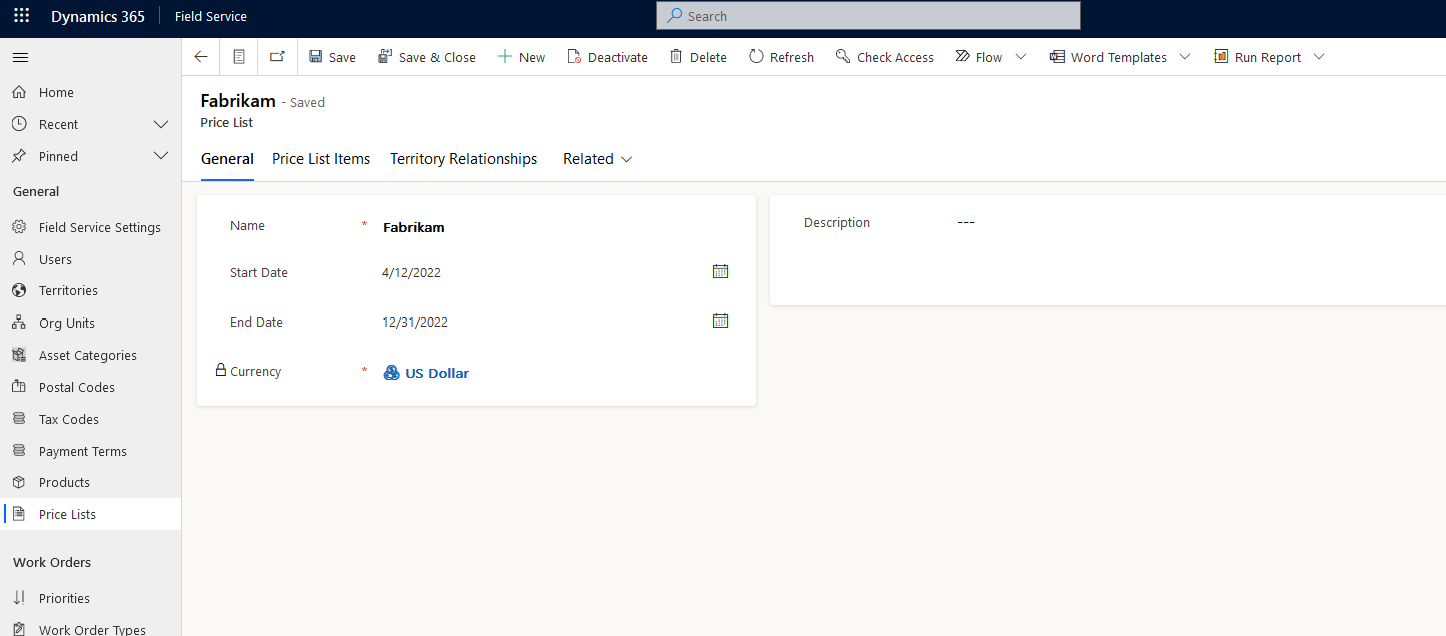 Dynamics 365 Field Service Search
Save Save & Close New Deactivate Delete Refresh Check Access Flow Word Templates Run Report
Home
Recent
Pinned
General
Field Service Settings
Users
Territories
Org Units
Asset Categories
Postal Codes
Tax Codes
Payment Terms
Products
Price Lists
Work Orders
Priorities
Work Order Types
Fabrikam - Saved
Price List
General Price List Items Territory Relationships Related
Name * Fabrikam
Start Date 4/12/2022
End Date 12/31/2022
Currency * US Dollar
Description ---